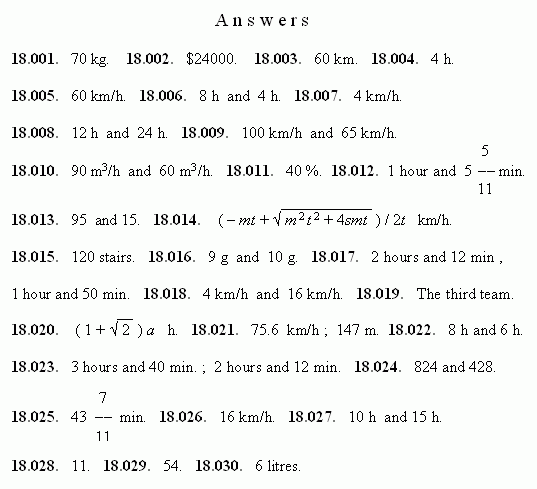 Answers
18.001. 70 kg. 18.002. $24000. 18.003. 60 km. 18.004. 4 h.
18.005. 60 km/h. 18.006. 8 h and 4 h. 18.007. 4 km/h.
18.008. 12 h and 24 h. 18.009. 100 km/h and 65 km/h.
18.010. 90 m³/h and 60 m³/h. 18.011. 40 %. 18.012. 1 hour and 5 5/11 min.
18.013. 95 and 15. 18.014. (– mt + √(m²t² + 4smt) ) / 2t km/h.
18.015. 120 stairs. 18.016. 9 g and 10 g. 18.017. 2 hours and 12 min ,
1 hour and 50 min. 18.018. 4 km/h and 16 km/h. 18.019. The third team.
18.020. ( 1 + √2 ) a h. 18.021. 75.6 km/h ; 147 m. 18.022. 8 h and 6 h.
18.023. 3 hours and 40 min. ; 2 hours and 12 min. 18.024. 824 and 428.
18.025. 43 7/11 min. 18.026. 16 km/h. 18.027. 10 h and 15 h.
18.028. 11. 18.029. 54. 18.030. 6 litres.